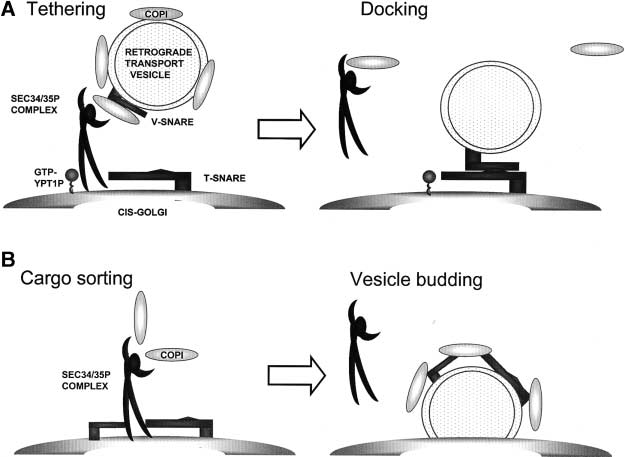 A Tethering
Docking
COPI
RETROGRADE
TRANSPORT
VESICLE
SEC34/35P
COMPLEX
V-SNARE
GTP-
YPT1P
T-SNARE
CIS-GOLGI
B
Cargo sorting
Vesicle budding
COPI
SEC34/35P
COMPLEX